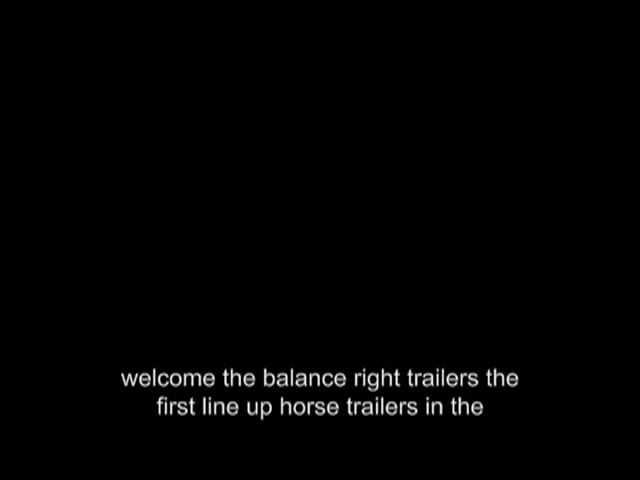 welcome the balance right trailers the
first line up horse trailers in the